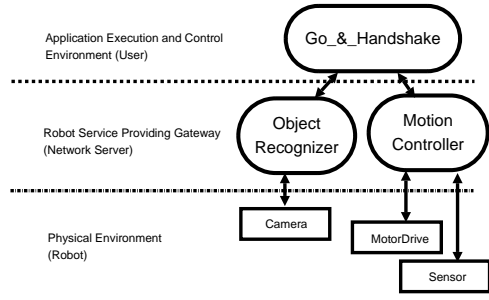 Application Execution and Control
Environment (User)
Go_&_Handshake
Robot Service Providing Gateway
(Network Server)
Object
Recognizer
Motion
Controller
Physical Environment
(Robot)
Camera
MotorDrive
Sensor